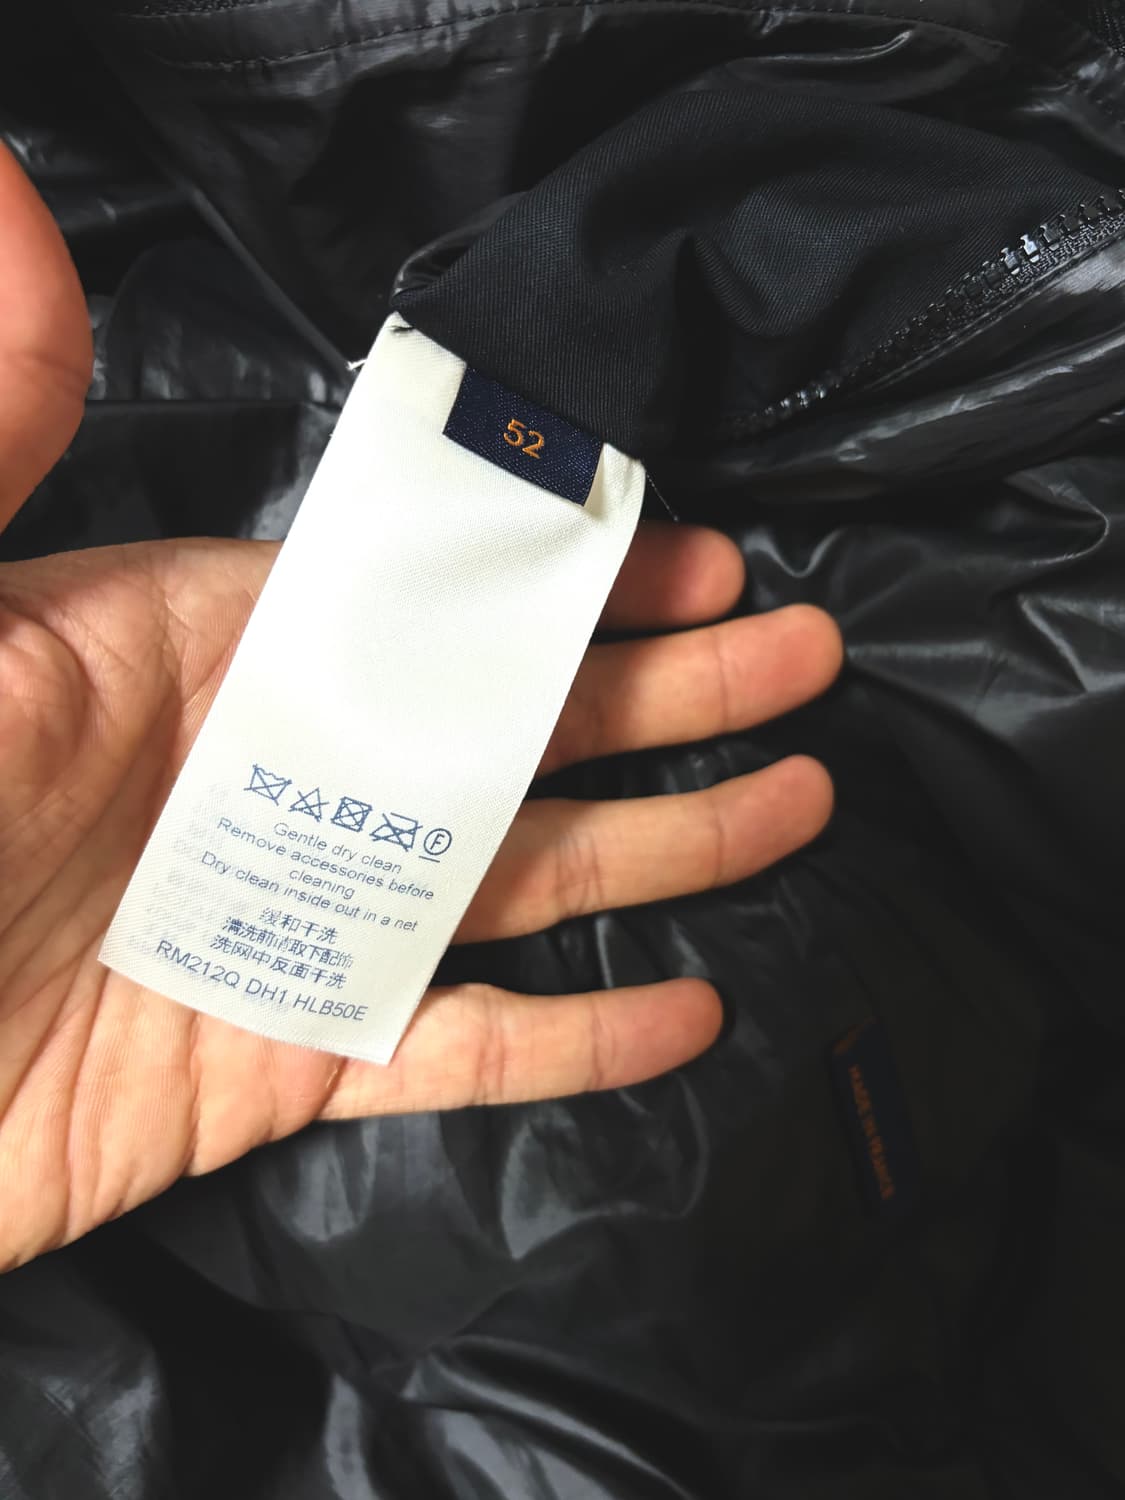 52
F
Gentle dry clean
Remove accessories before
cleaning
Dry clean inside out in a net
缓和干洗
清洗前请取下配饰
洗网中反面干洗
RM212Q DH1 HLB50E
MADE IN FRANCE